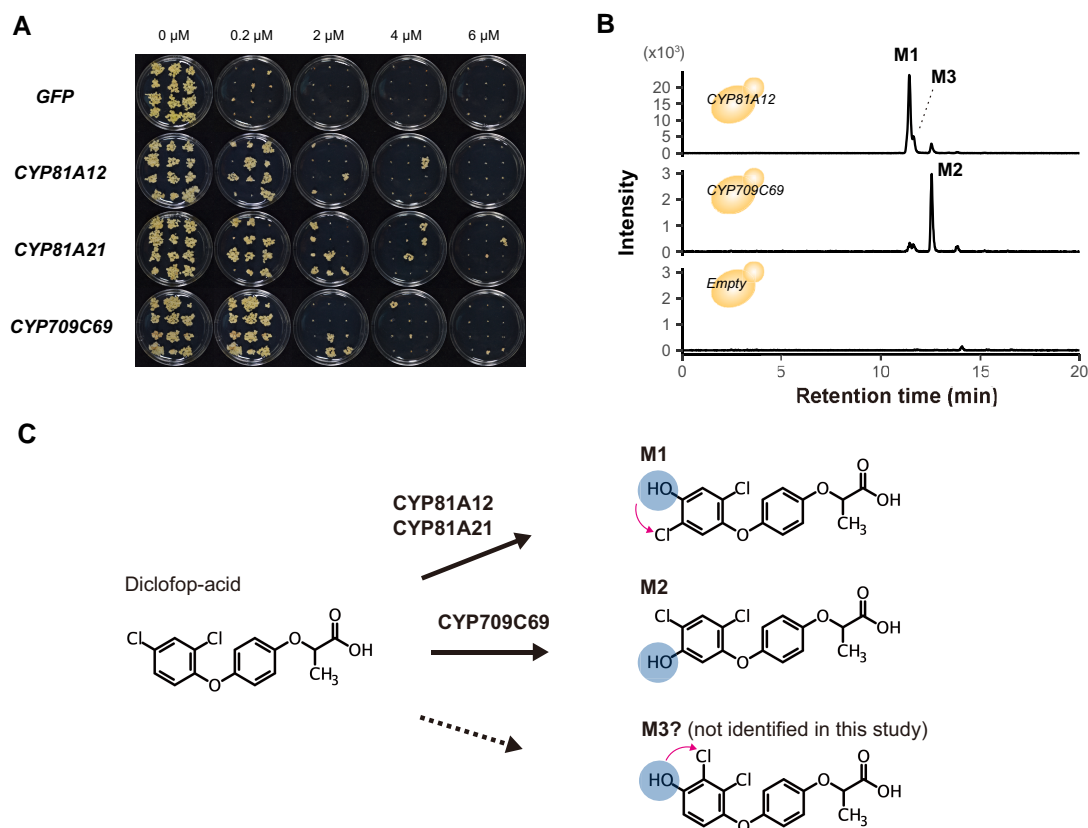 A
0 µM 0.2 µM 2 µM 4 µM 6 µM
GFP
CYP81A12
CYP81A21
CYP709C69
B
(x10³)
M1
M3
20
15
10
5
0
CYP81A12
M2
3
2
1
0
CYP709C69
3
2
1
0
Empty
Intensity
0 5 10 15 20
Retention time (min)
C
Diclofop-acid
Cl Cl O O OH CH₃
CYP81A12
CYP81A21
CYP709C69
M1
HO Cl Cl O O O OH CH₃
M2
Cl Cl HO O O O OH CH₃
M3? (not identified in this study)
HO Cl Cl O O O OH CH₃